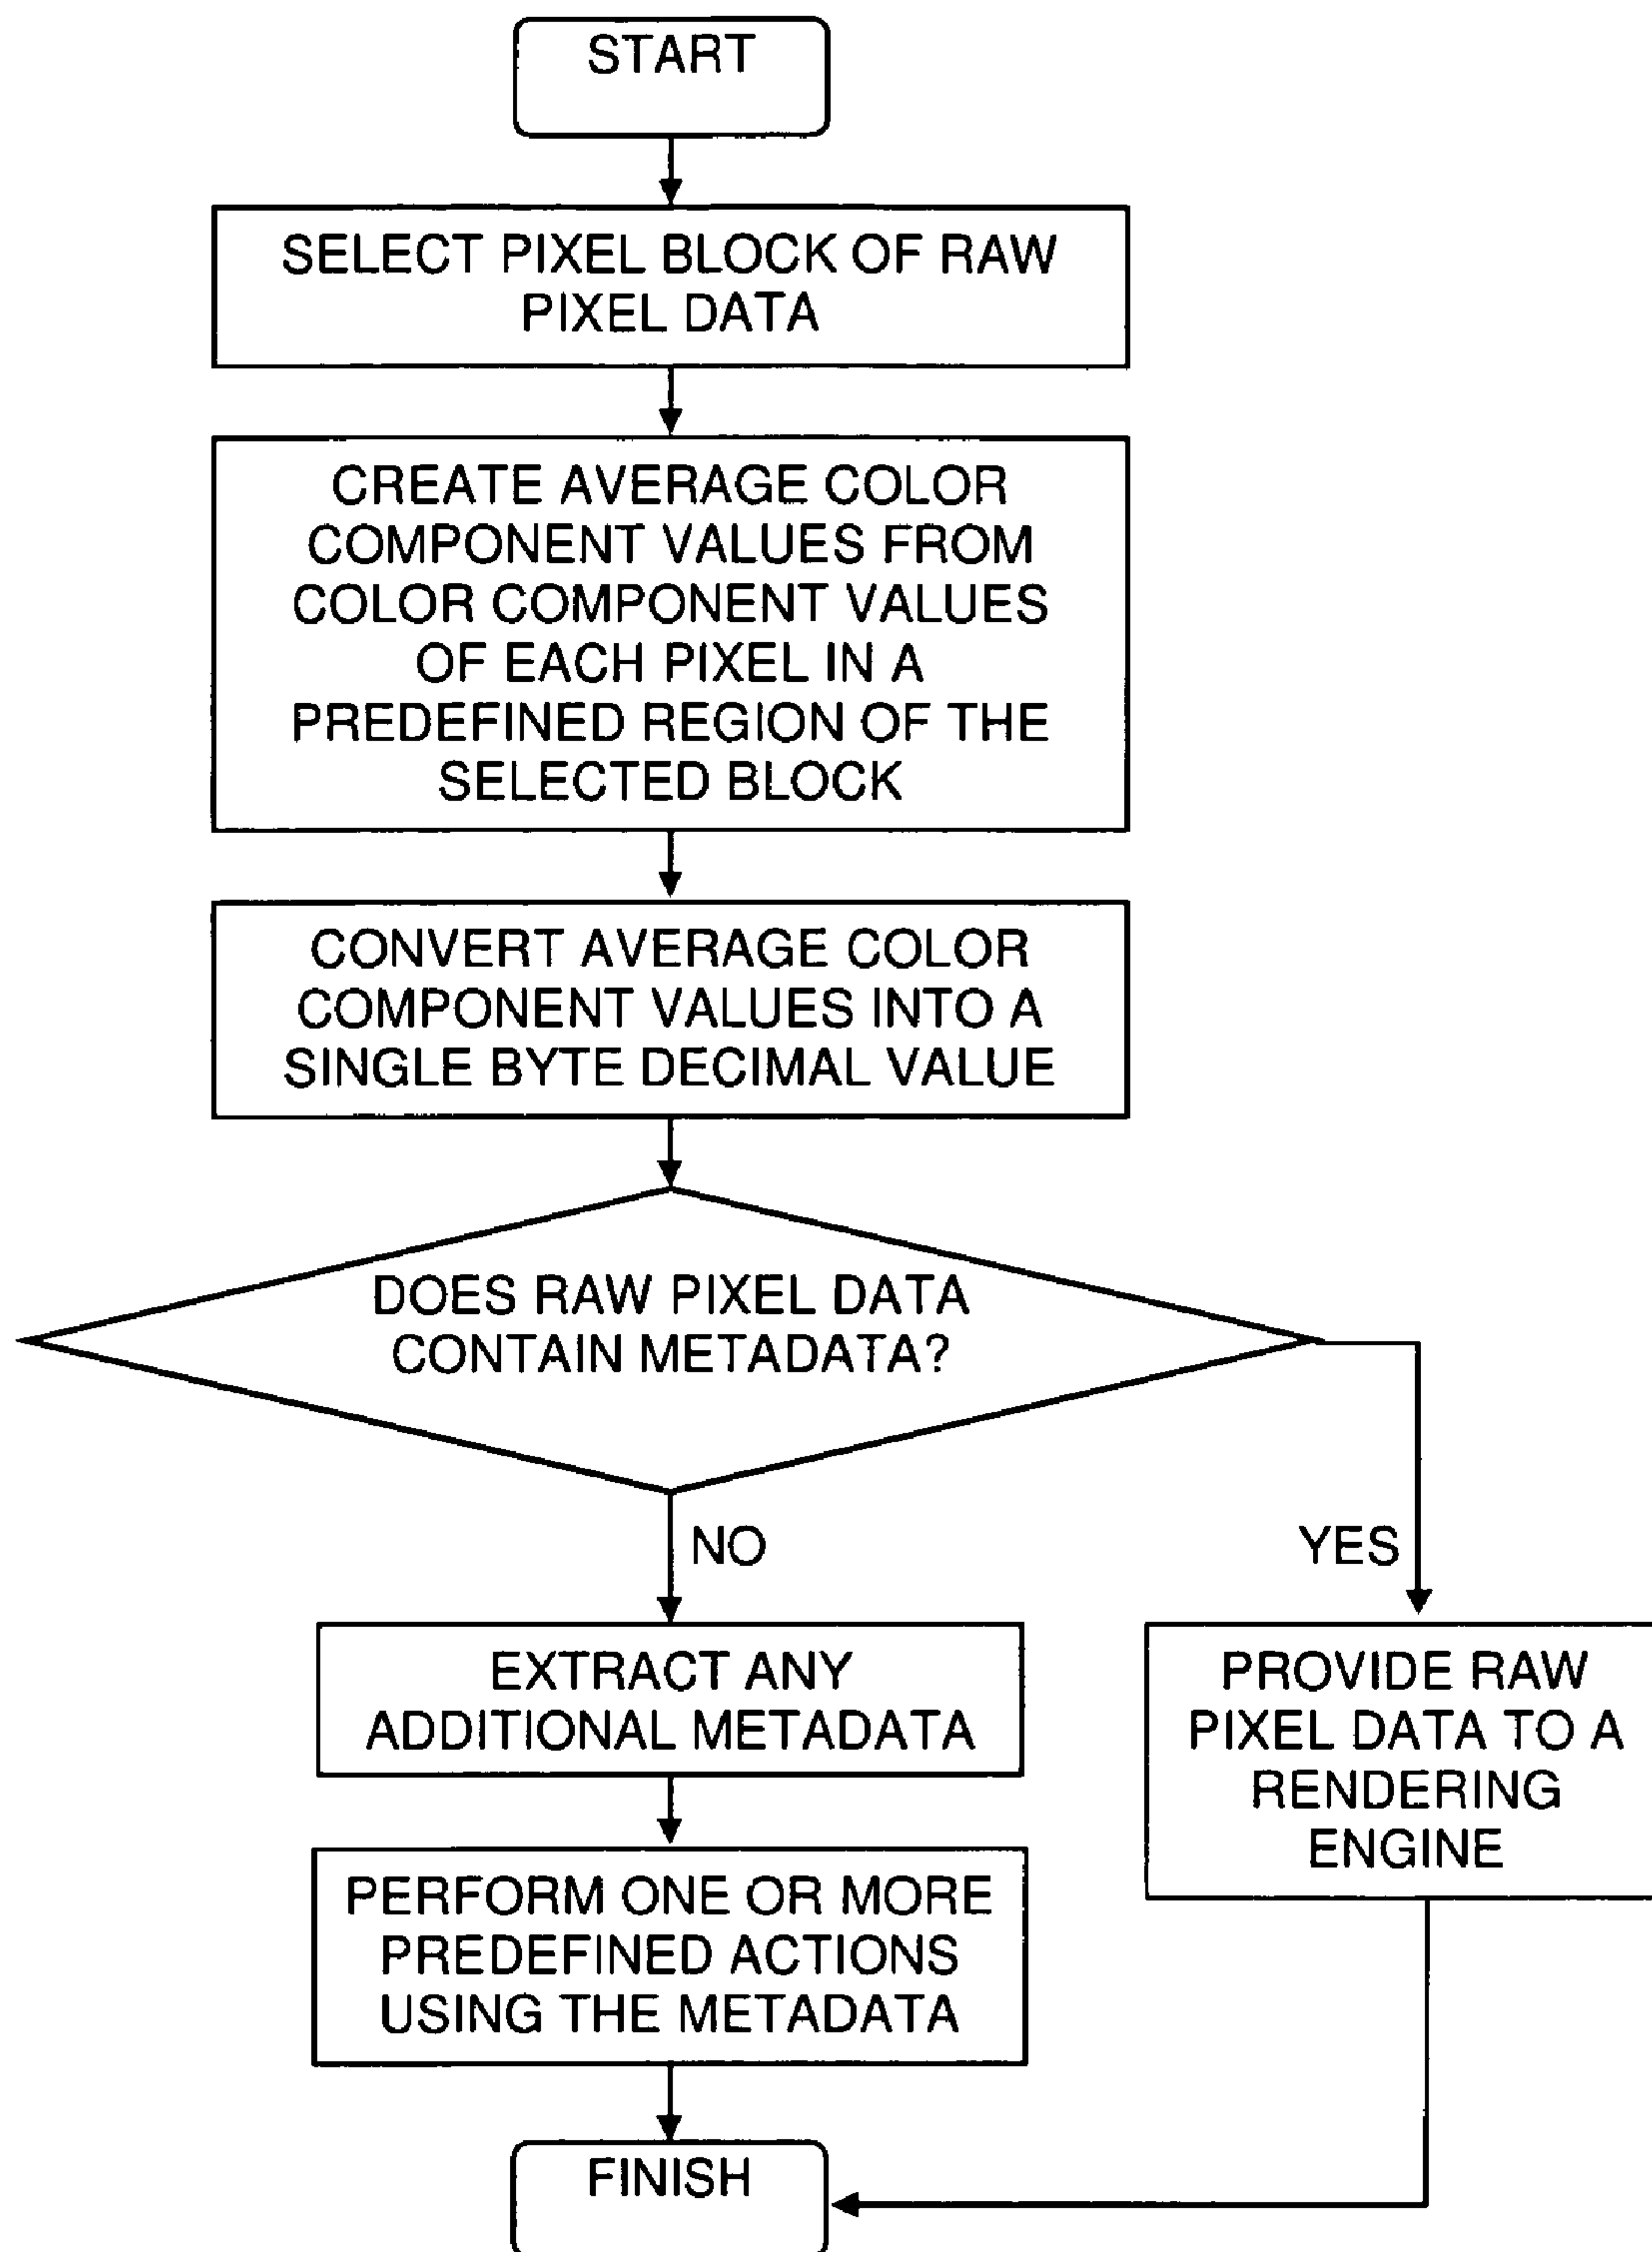 START
SELECT PIXEL BLOCK OF RAW
PIXEL DATA
CREATE AVERAGE COLOR
COMPONENT VALUES FROM
COLOR COMPONENT VALUES
OF EACH PIXEL IN A
PREDEFINED REGION OF THE
SELECTED BLOCK
CONVERT AVERAGE COLOR
COMPONENT VALUES INTO A
SINGLE BYTE DECIMAL VALUE
DOES RAW PIXEL DATA
CONTAIN METADATA?
NO
YES
EXTRACT ANY
ADDITIONAL METADATA
PROVIDE RAW
PIXEL DATA TO A
RENDERING
ENGINE
PERFORM ONE OR MORE
PREDEFINED ACTIONS
USING THE METADATA
FINISH